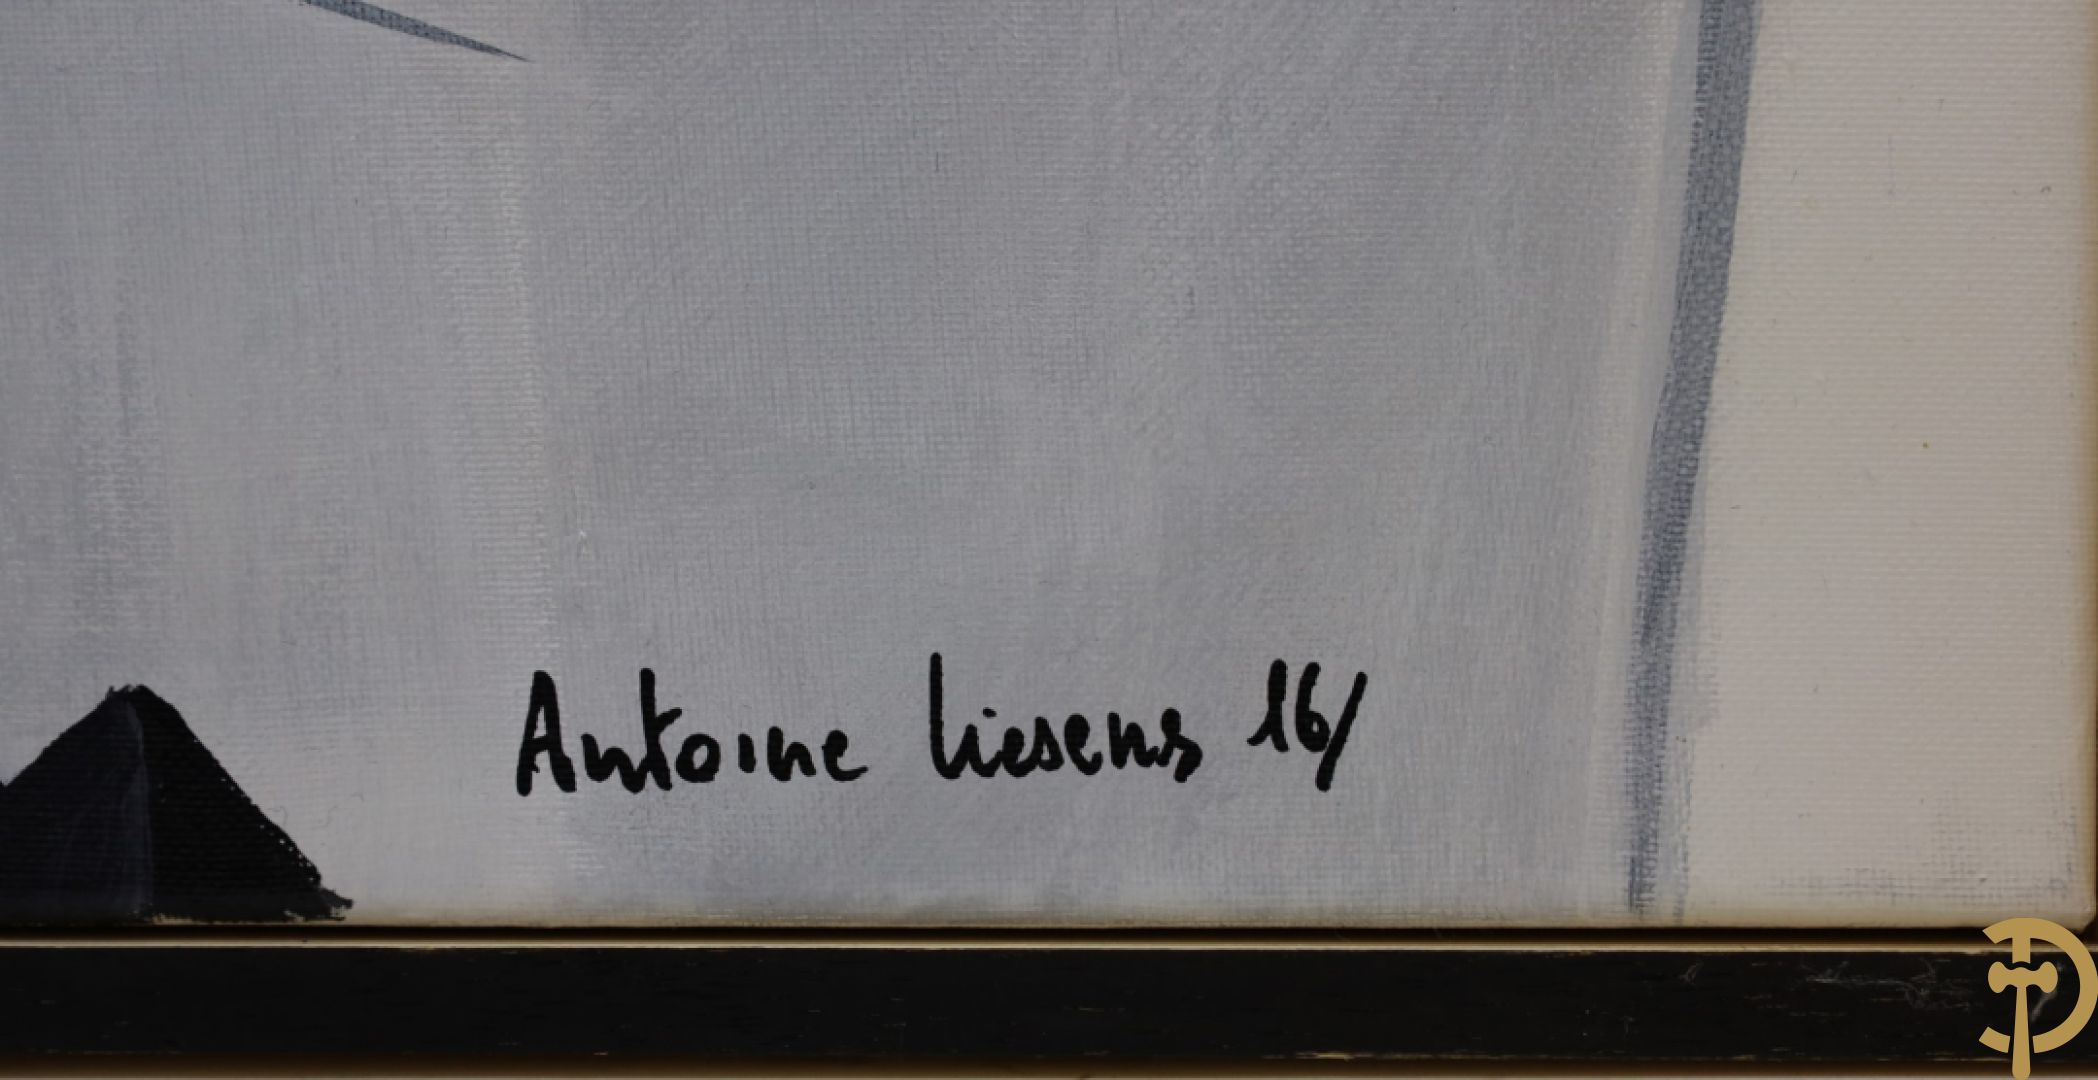 Antoine Liesens 16/